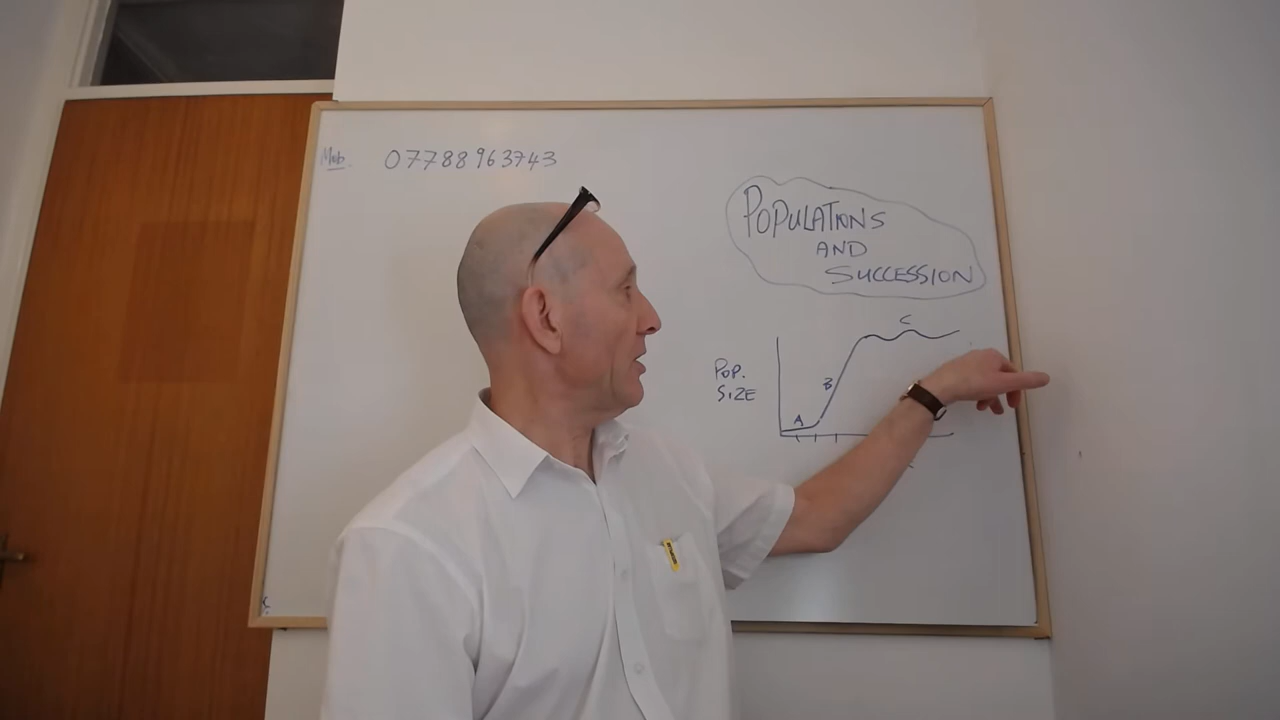 Mob. 07788963743
POPULATIONS
AND
SUCCESSION
C
POP.
SIZE
B
A